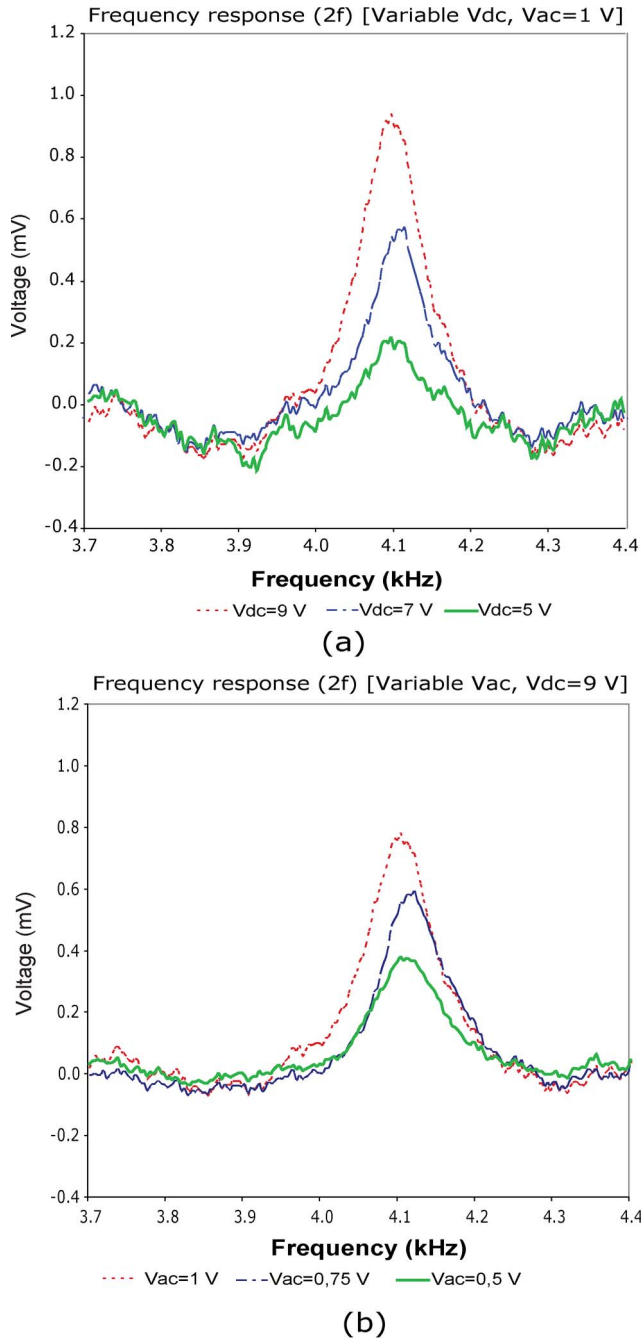 Frequency response (2f) [Variable Vdc, Vac=1 V]
1.2
1.0
0.8
0.6
0.4
0.2
0.0
-0.2
-0.4
Voltage (mV)
3.7 3.8 3.9 4.0 4.1 4.2 4.3 4.4
Frequency (kHz)
Vdc=9 V Vdc=7 V Vdc=5 V
(a)
Frequency response (2f) [Variable Vac, Vdc=9 V]
1.2
1.0
0.8
0.6
0.4
0.2
0.0
-0.2
-0.4
Voltage (mV)
3.7 3.8 3.9 4.0 4.1 4.2 4.3 4.4
Frequency (kHz)
Vac=1 V Vac=0,75 V Vac=0,5 V
(b)